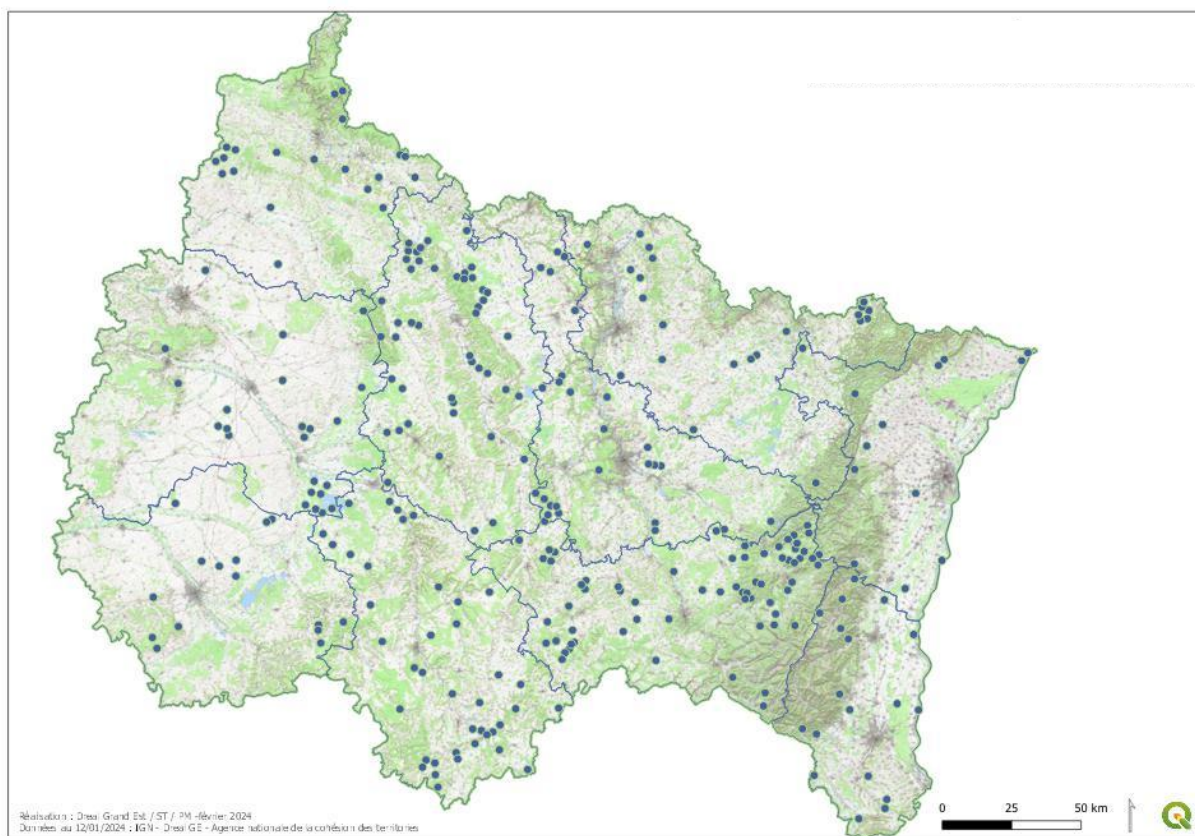 Réalisation : Dreal Grand Est / ST / PM -février 2024
Données au 12/01/2024 : IGN - Dreal GE - Agence nationale de la cohésion des territoires
0 25 50 km